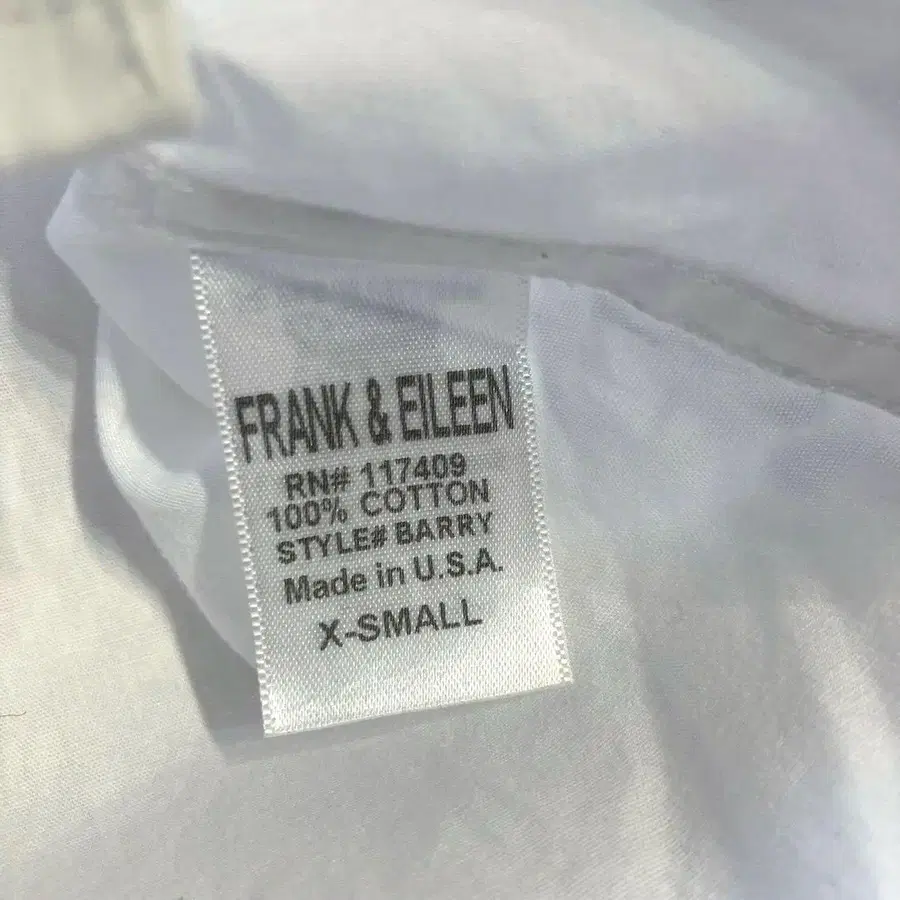 FRANK & EILEEN
RN# 117409
100% COTTON
STYLE# BARRY
Made in U.S.A.
X-SMALL